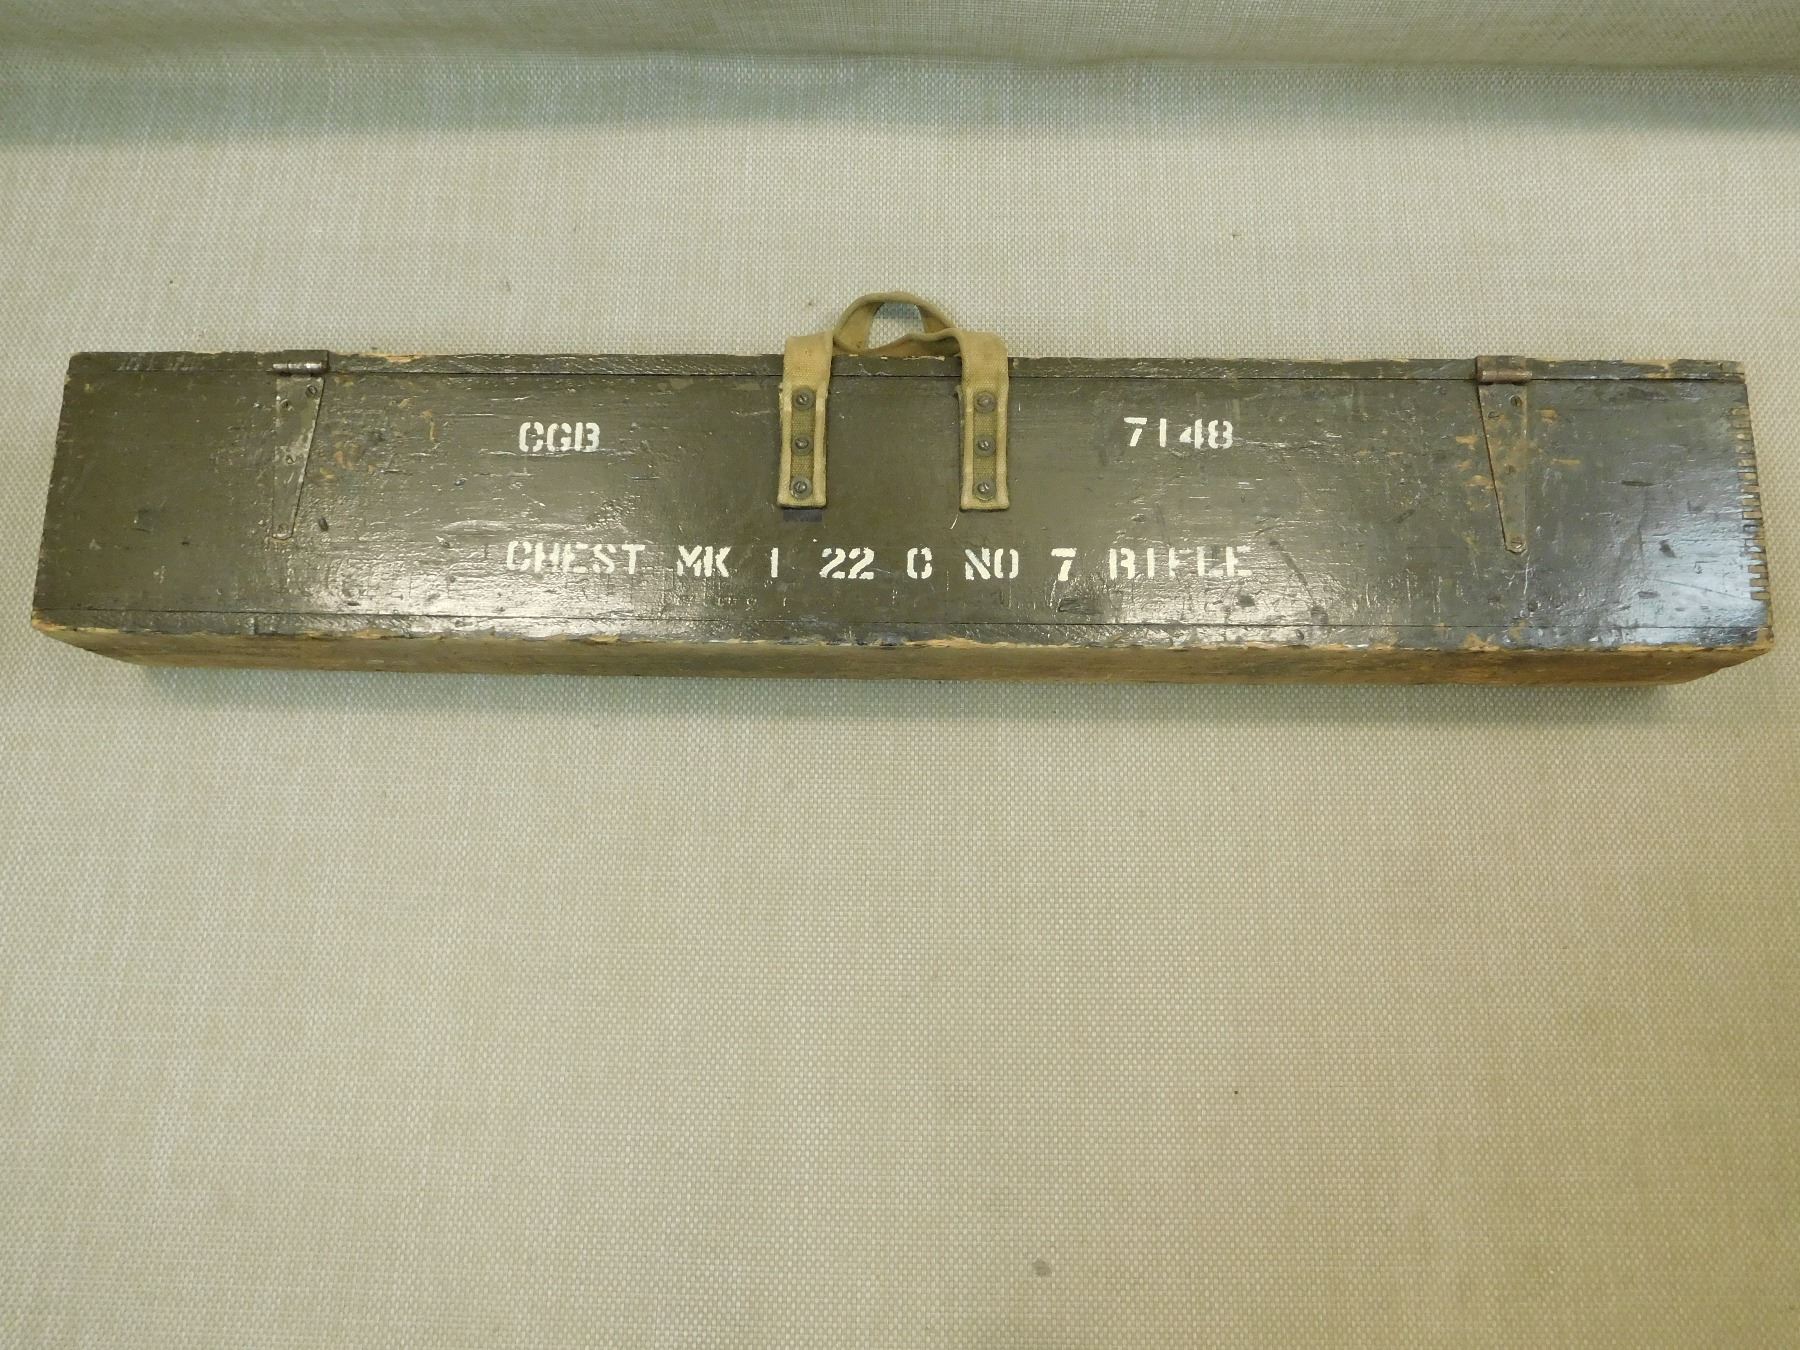 CGB 7148
CHEST MK 1 22 C NO 7 RIFLE